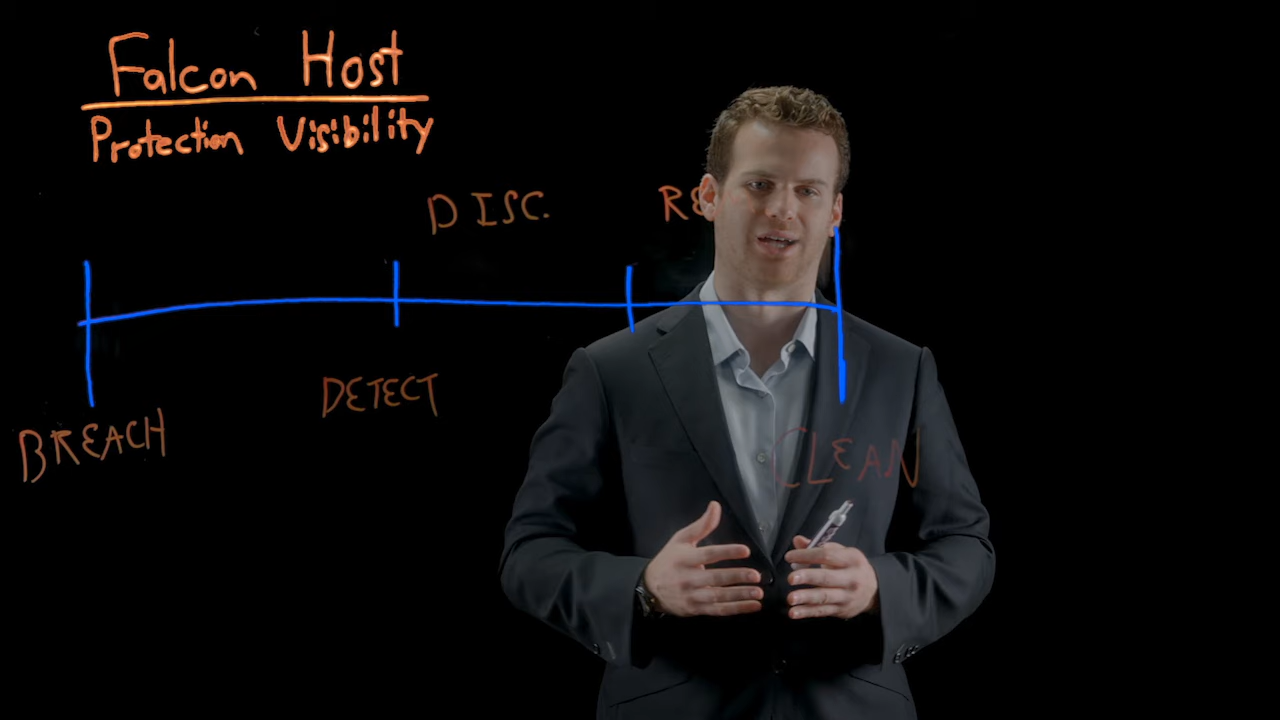 Falcon Host
Protection Visibility
DISC.
DETECT
BREACH
CLEAN